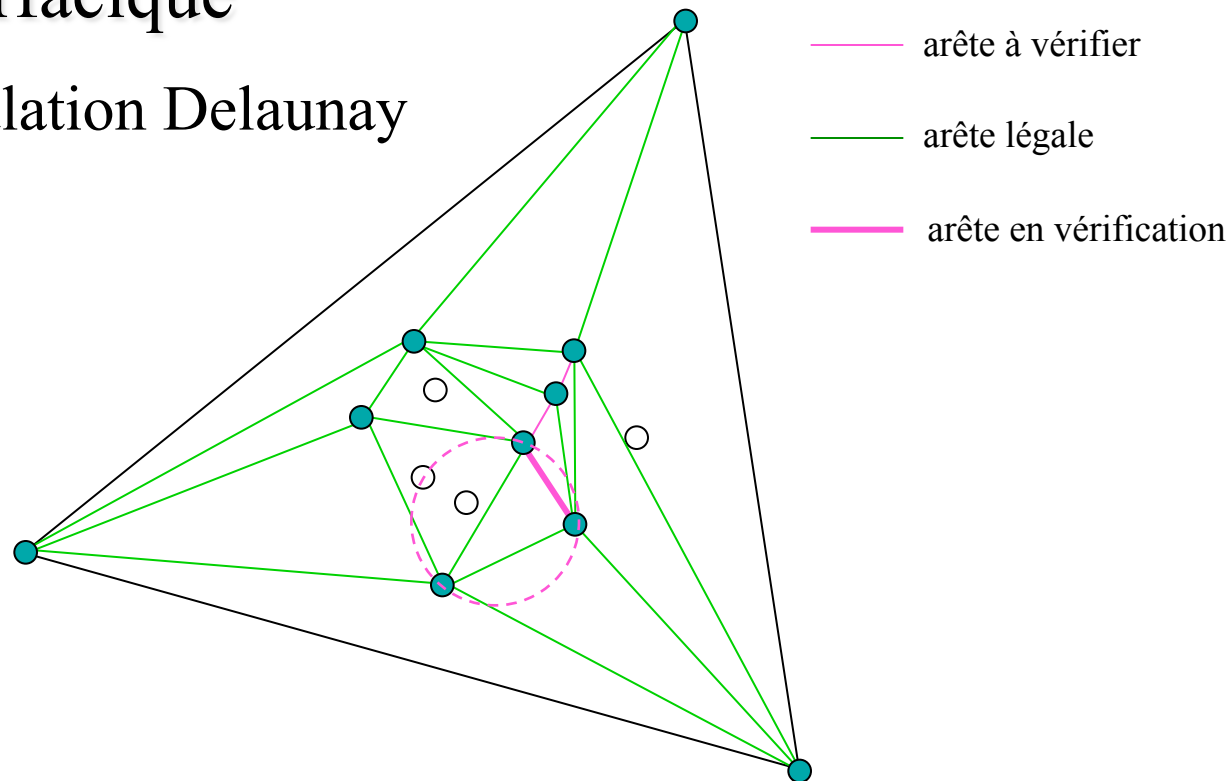 lation Delaunay
arête à vérifier
arête légale
arête en vérification